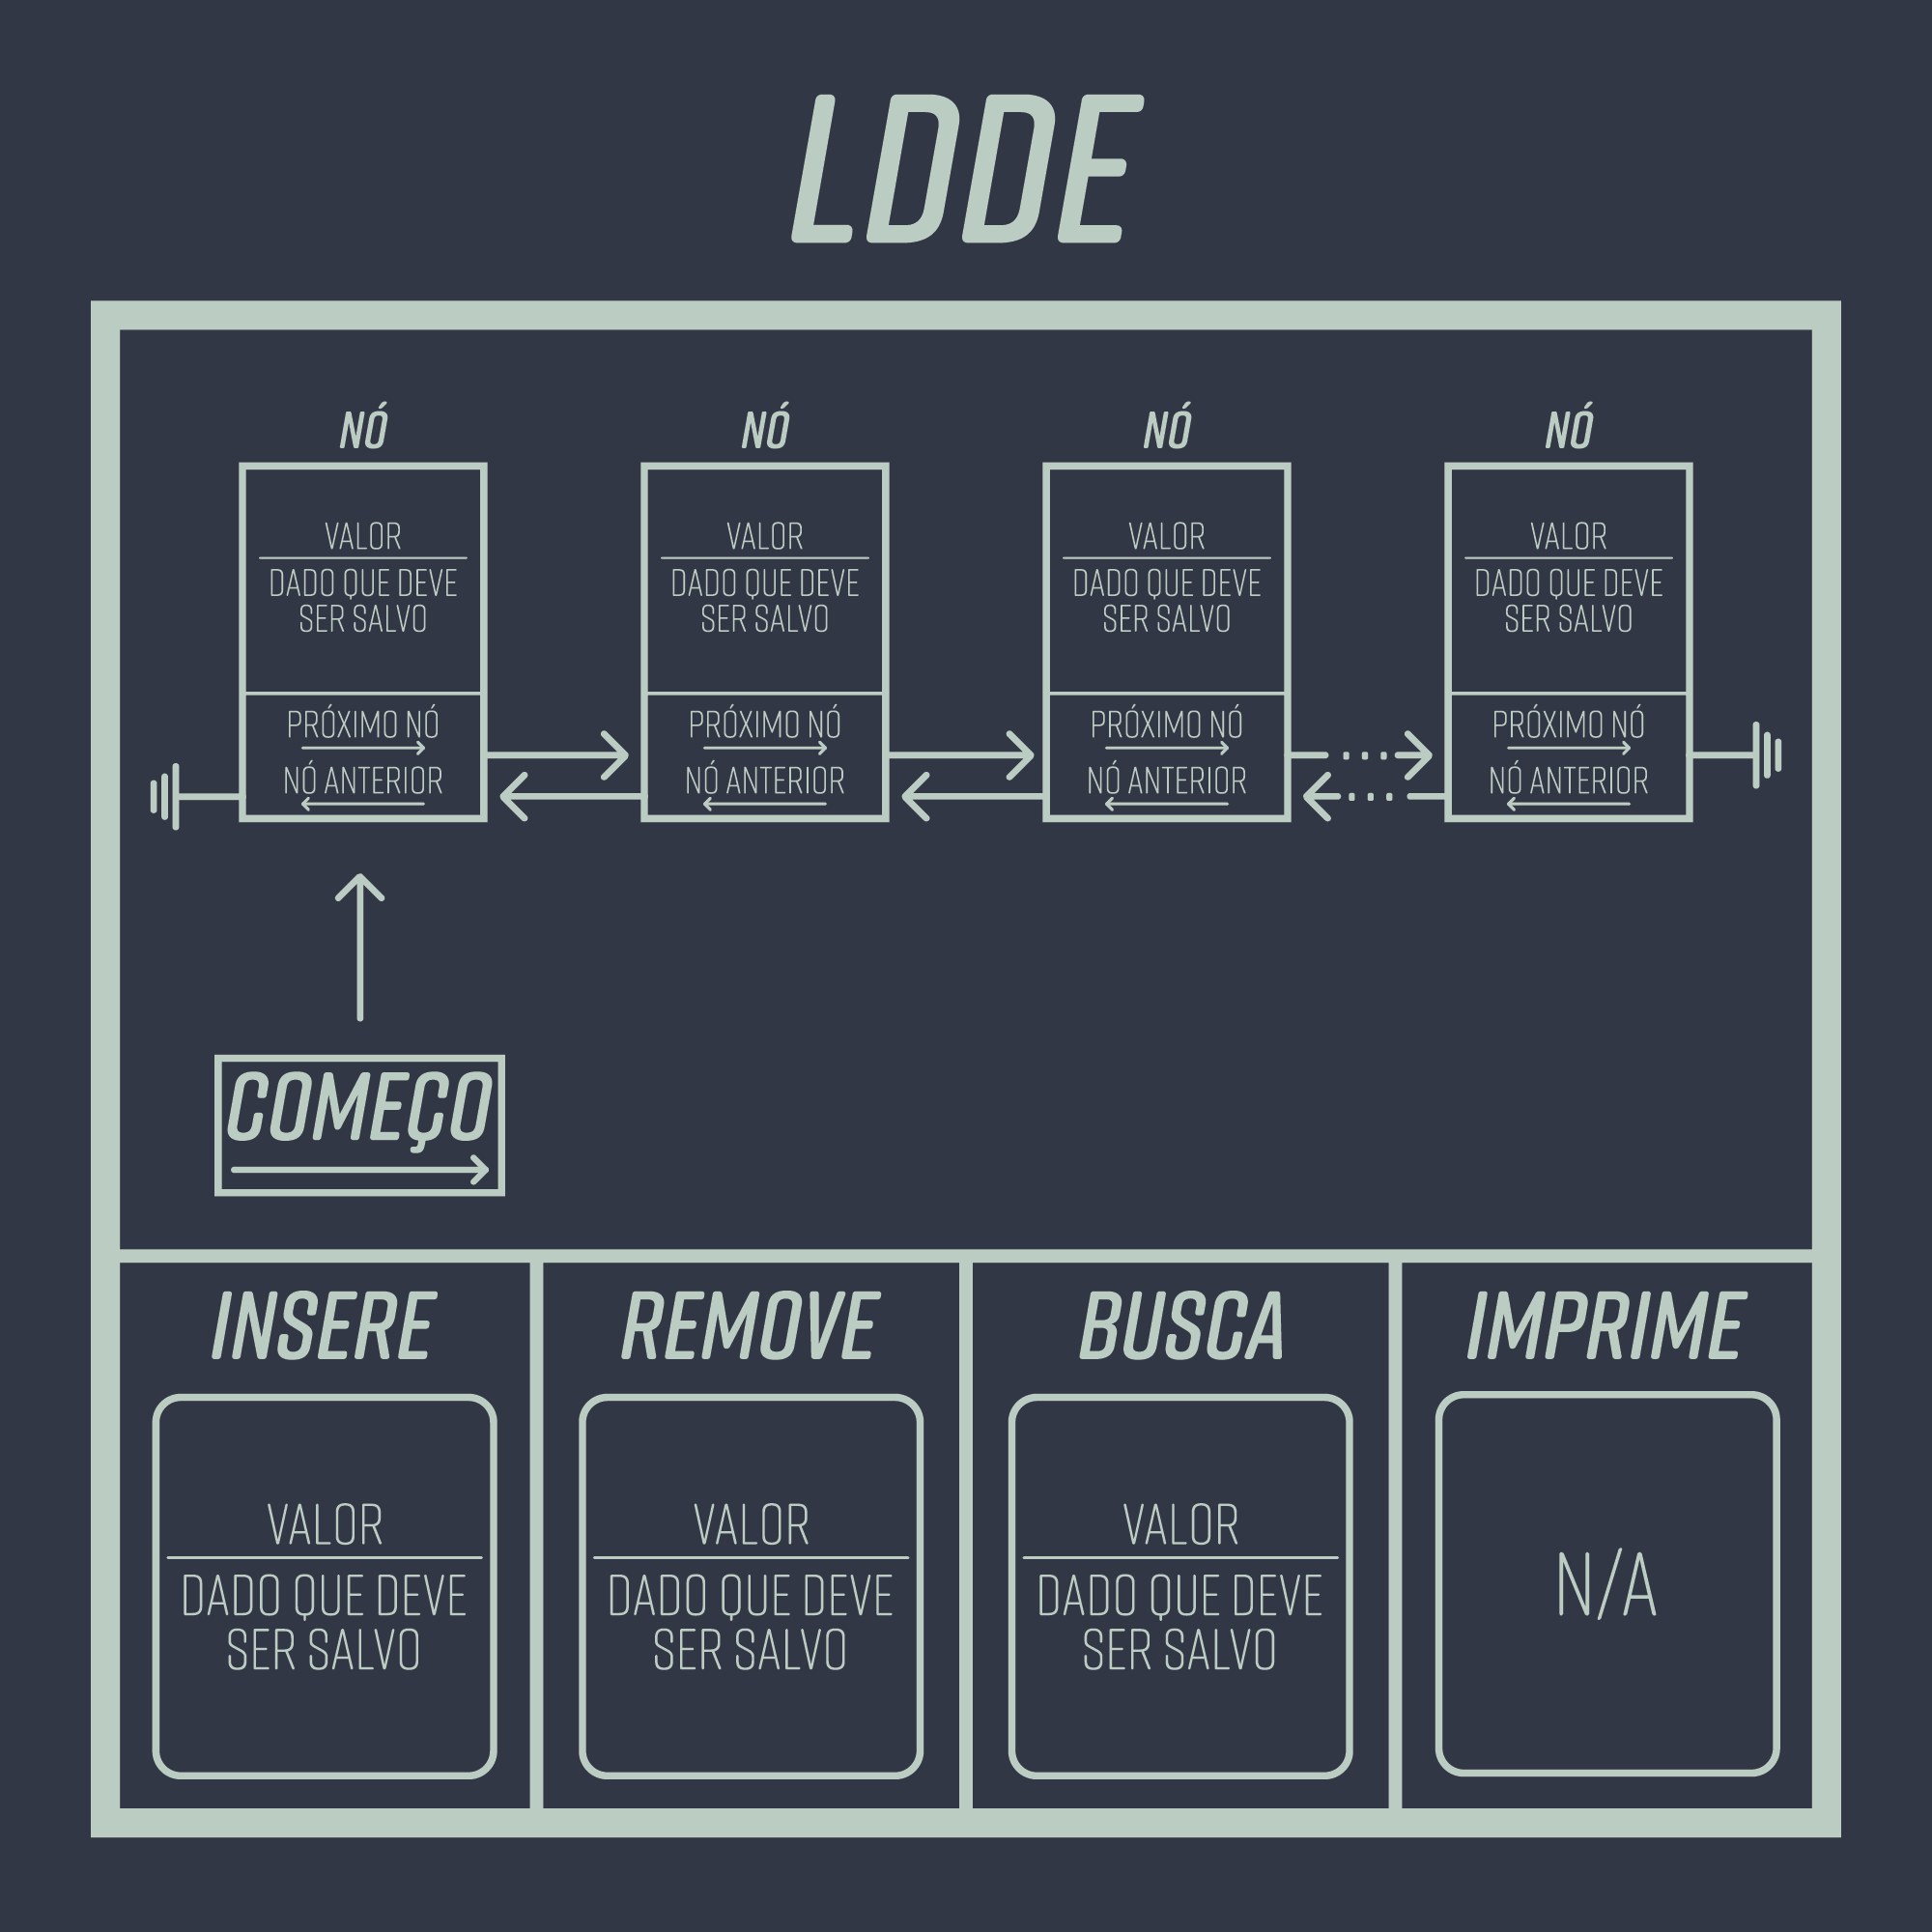 LDDE
NÓ NÓ NÓ NÓ
VALOR VALOR VALOR VALOR
DADO QUE DEVE DADO QUE DEVE DADO QUE DEVE DADO QUE DEVE
SER SALVO SER SALVO SER SALVO SER SALVO
PRÓXIMO NÓ PRÓXIMO NÓ PRÓXIMO NÓ PRÓXIMO NÓ
NÓ ANTERIOR NÓ ANTERIOR NÓ ANTERIOR NÓ ANTERIOR
COMEÇO
INSERE REMOVE BUSCA IMPRIME
VALOR VALOR VALOR
DADO QUE DEVE DADO QUE DEVE DADO QUE DEVE N/A
SER SALVO SER SALVO SER SALVO